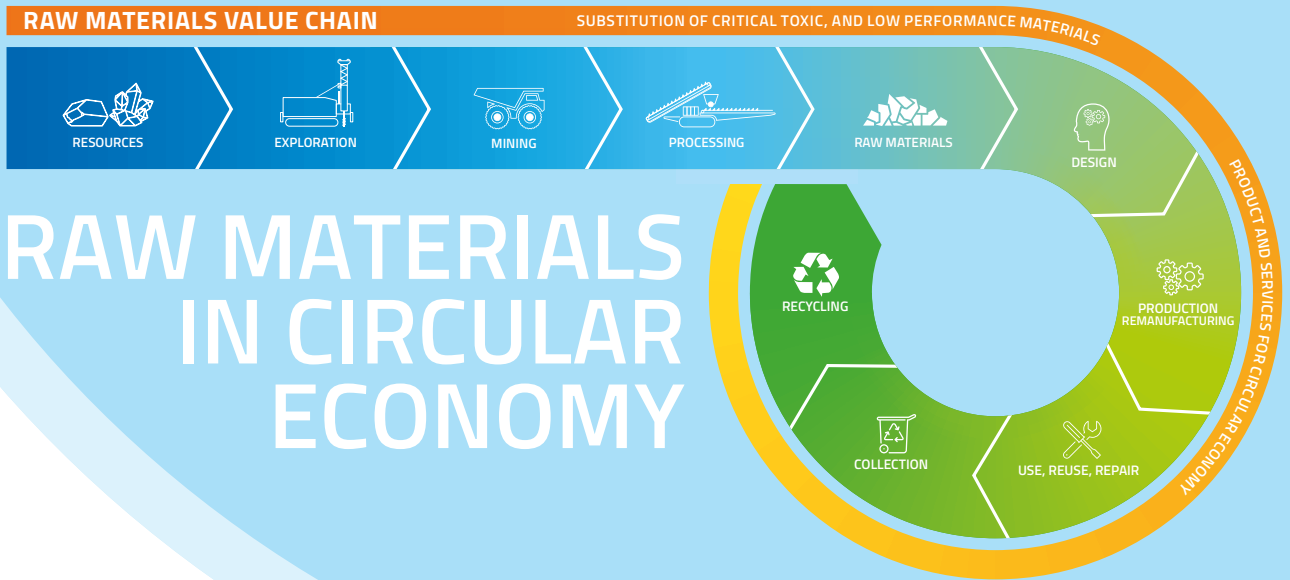 RAW MATERIALS VALUE CHAIN
SUBSTITUTION OF CRITICAL TOXIC, AND LOW PERFORMANCE MATERIALS
RESOURCES
EXPLORATION
MINING
PROCESSING
RAW MATERIALS
DESIGN
PRODUCT AND SERVICES FOR CIRCULAR ECONOMY
RAW MATERIALS
IN CIRCULAR
ECONOMY
PRODUCTION
REMANUFACTURING
USE, REUSE, REPAIR
COLLECTION
RECYCLING